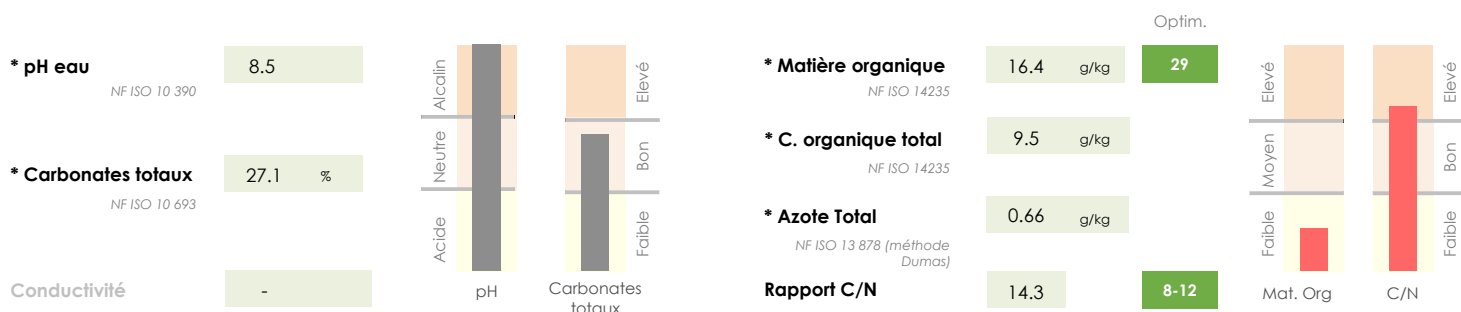 Optim.
* pH eau 8.5
NF ISO 10 390
* Carbonates totaux 27.1 %
NF ISO 10 693
Conductivité -
Alcalin
Neutre
Acide
Elevé
Bon
Faible
pH
Carbonates
totaux
* Matière organique 16.4 g/kg 29
NF ISO 14235
* C. organique total 9.5 g/kg
NF ISO 14235
* Azote Total 0.66 g/kg
NF ISO 13 878 (méthode
Dumas)
Rapport C/N 14.3 8-12
Elevé
Moyen
Faible
Elevé
Bon
Faible
Mat. Org
C/N